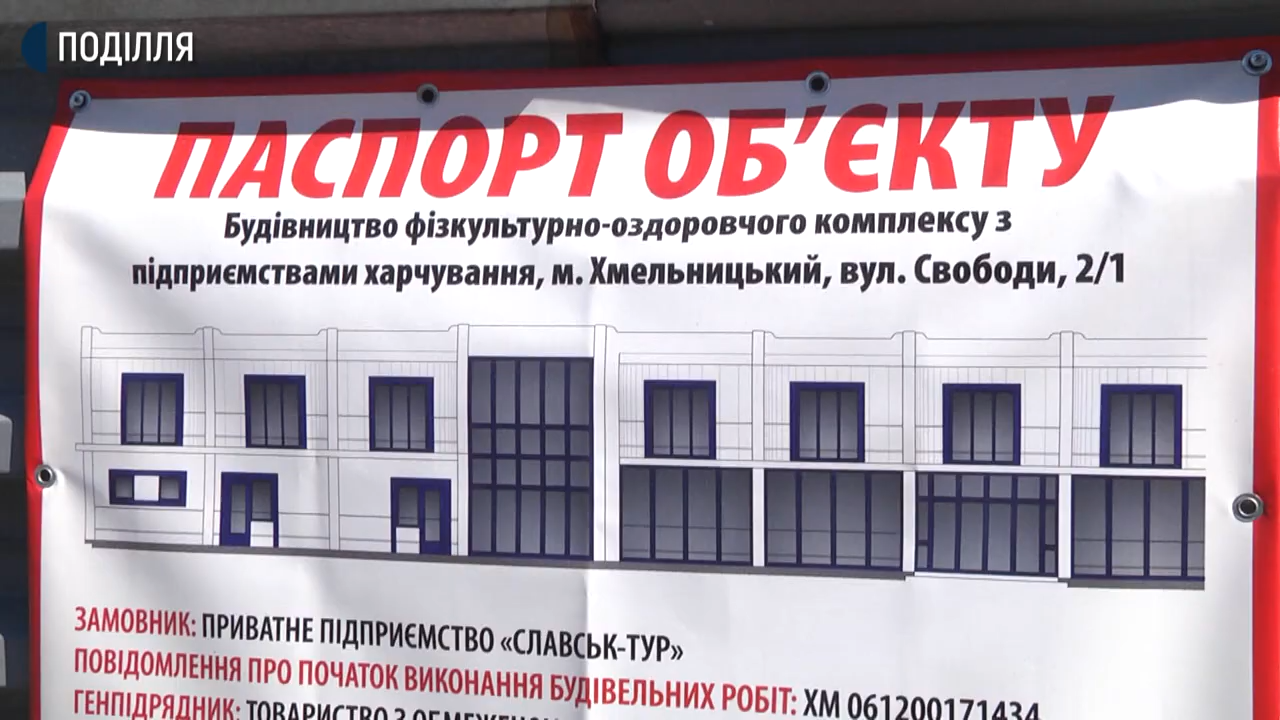 ПОДІЛЛЯ
ПАСПОРТ ОБ’ЄКТУ
Будівництво фізкультурно-оздоровчого комплексу з
підприємствами харчування, м. Хмельницький, вул. Свободи, 2/1
ЗАМОВНИК: ПРИВАТНЕ ПІДПРИЄМСТВО «СЛАВСЬК-ТУР»
ПОВІДОМЛЕННЯ ПРО ПОЧАТОК ВИКОНАННЯ БУДІВЕЛЬНИХ РОБІТ: ХМ 061200171434
ГЕНПІДРЯДНИК: ТОВАРИСТВО З